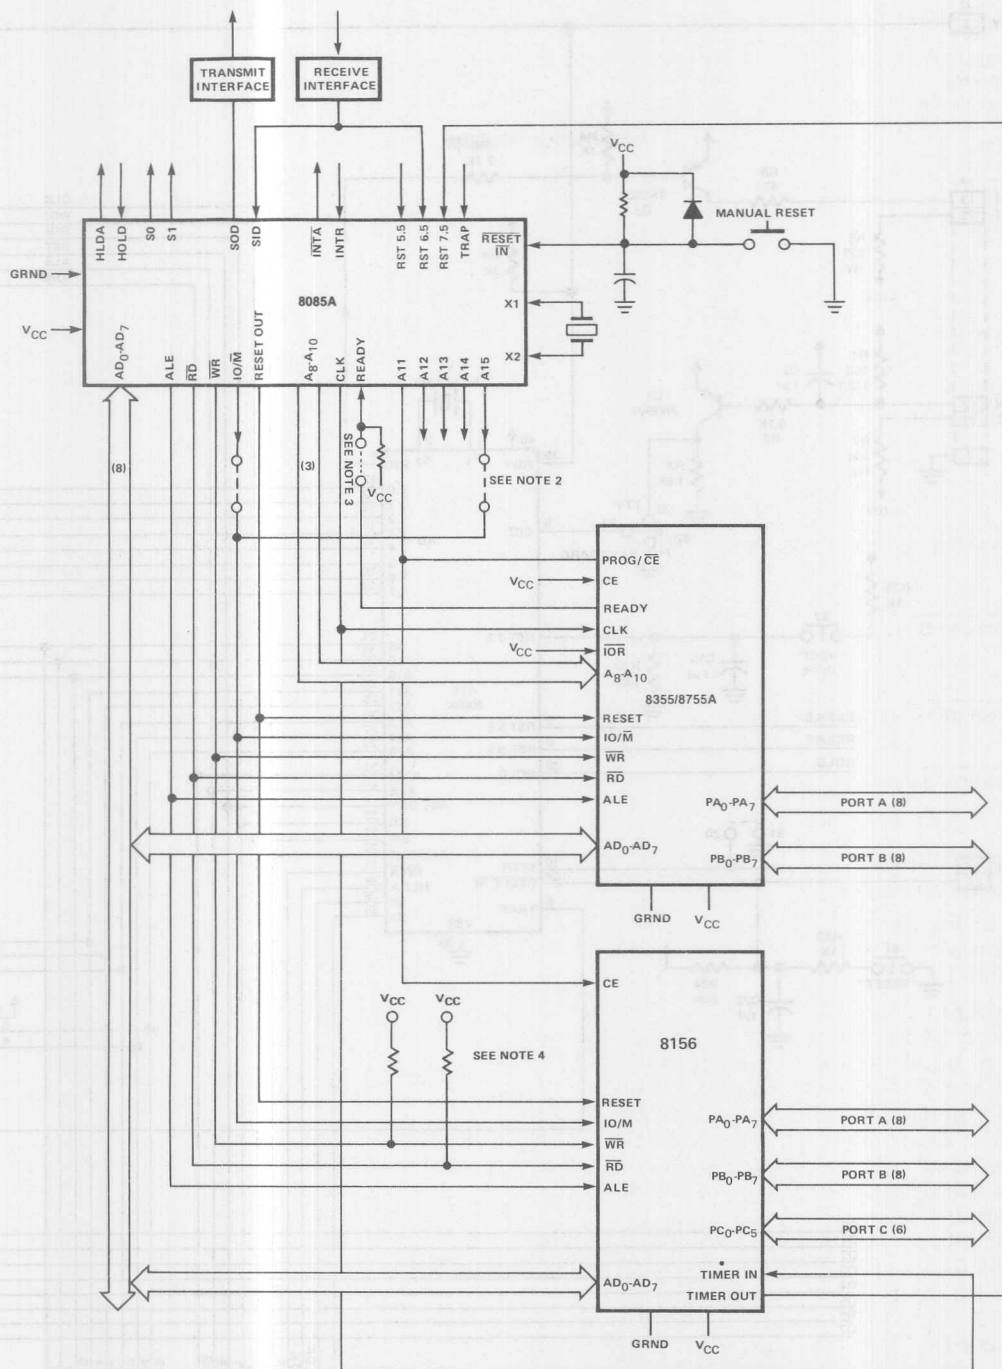 TRANSMIT
INTERFACE
RECEIVE
INTERFACE
VCC
MANUAL RESET
HLDA
HOLD
S0
S1
SOD
SID
INTA
INTR
RST 5.5
RST 6.5
RST 7.5
TRAP
RESET
IN
GRND
8085A
X1
VCC
X2
AD0-AD7
ALE
RD
WR
IO/M
RESET OUT
A8-A10
CLK
READY
A11
A12
A13
A14
A15
(8)
(3)
SEE NOTE 3
VCC
SEE NOTE 2
PROG/CE
VCC
CE
READY
CLK
VCC
IOR
A8-A10
8355/8755A
RESET
IO/M
WR
RD
ALE
PA0-PA7
PORT A (8)
AD0-AD7
PB0-PB7
PORT B (8)
GRND
VCC
CE
VCC
VCC
SEE NOTE 4
8156
RESET
IO/M
WR
RD
ALE
PA0-PA7
PORT A (8)
PB0-PB7
PORT B (8)
PC0-PC5
PORT C (6)
TIMER IN
AD0-AD7
TIMER OUT
GRND
VCC